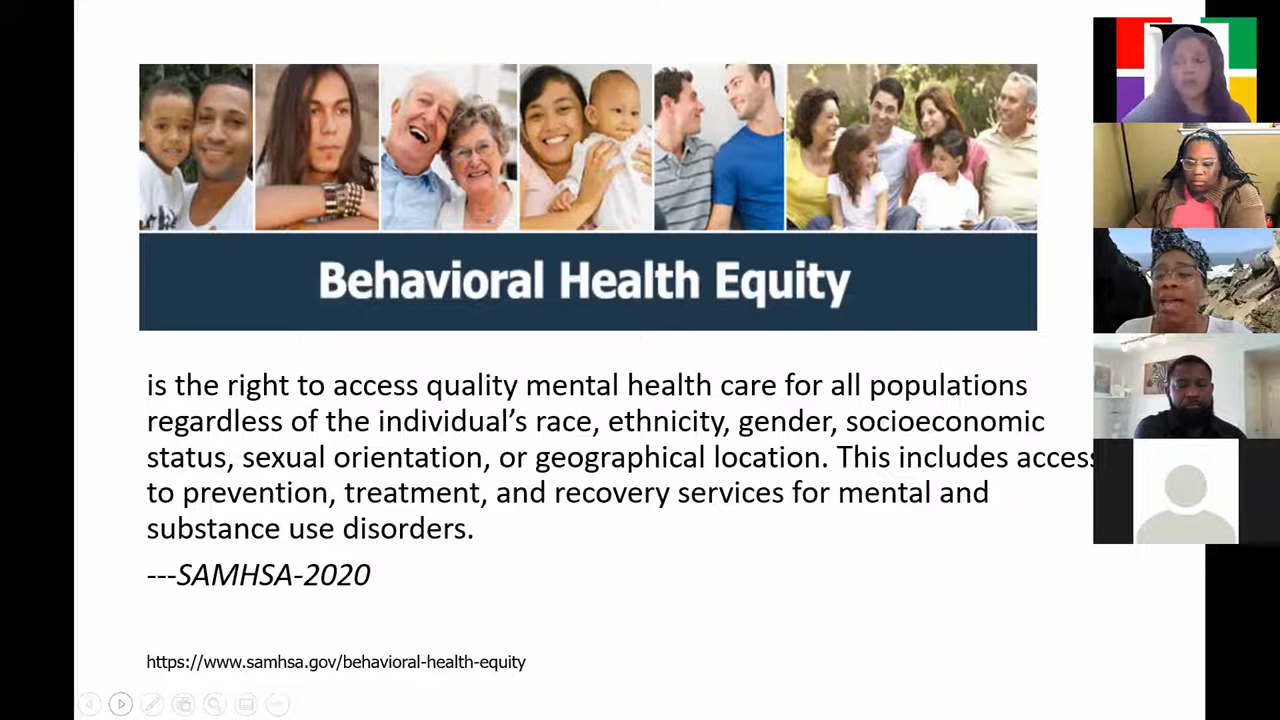 Behavioral Health Equity
is the right to access quality mental health care for all populations
regardless of the individual’s race, ethnicity, gender, socioeconomic
status, sexual orientation, or geographical location. This includes access
to prevention, treatment, and recovery services for mental and
substance use disorders.
---SAMHSA-2020
https://www.samhsa.gov/behavioral-health-equity